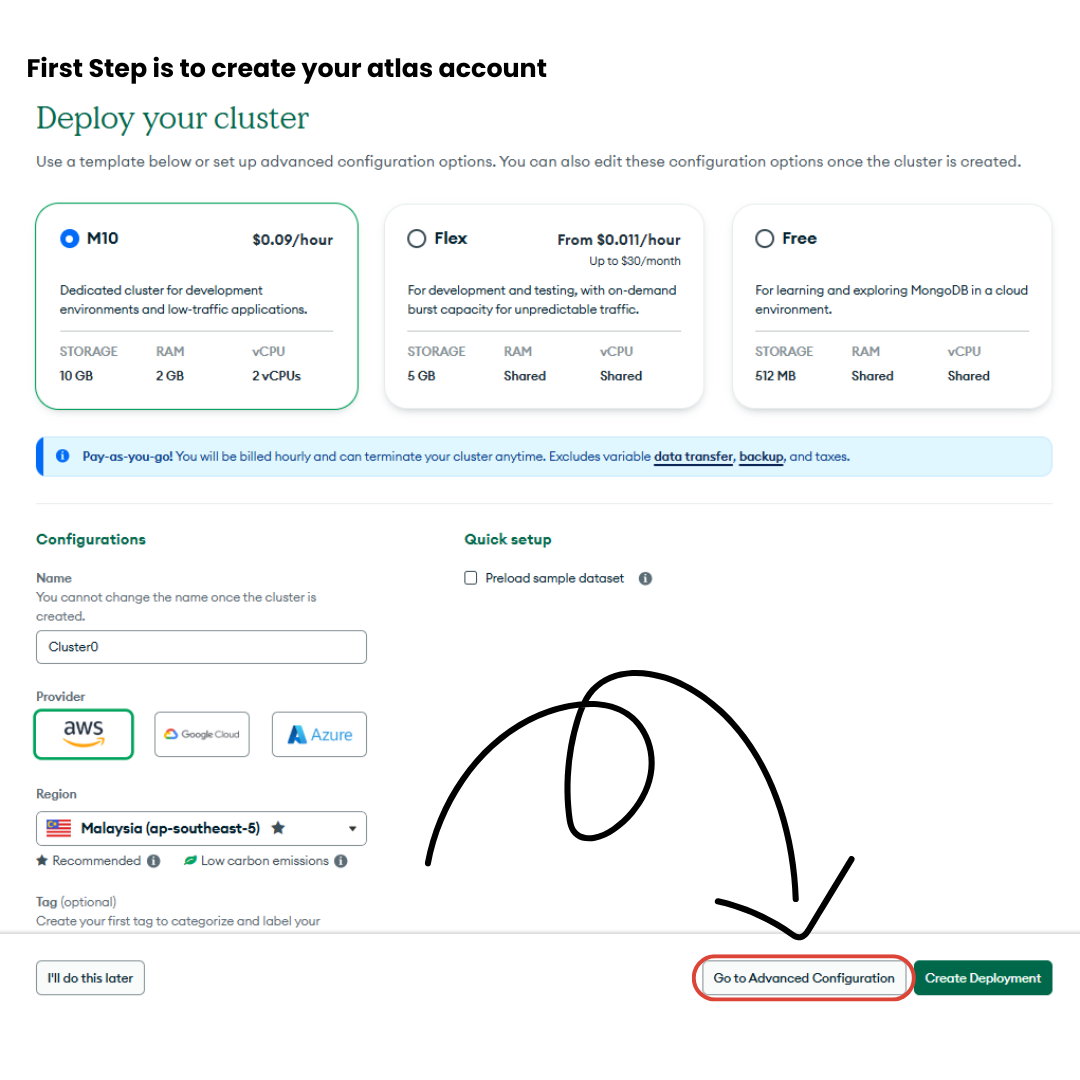 First Step is to create your atlas account
Deploy your cluster
Use a template below or set up advanced configuration options. You can also edit these configuration options once the cluster is created.
M10
$0.09/hour
Dedicated cluster for development
environments and low-traffic applications.
STORAGE RAM vCPU
10 GB 2 GB 2 vCPUs
Flex
From $0.011/hour
Up to $30/month
For development and testing, with on-demand
burst capacity for unpredictable traffic.
STORAGE RAM vCPU
5 GB Shared Shared
Free
For learning and exploring MongoDB in a cloud
environment.
STORAGE RAM vCPU
512 MB Shared Shared
Pay-as-you-go! You will be billed hourly and can terminate your cluster anytime. Excludes variable data transfer, backup, and taxes.
Configurations
Name
You cannot change the name once the cluster is
created.
Cluster0
Provider
aws Google Cloud Azure
Region
Malaysia (ap-southeast-5)
Recommended Low carbon emissions
Tag (optional)
Create your first tag to categorize and label your
Quick setup
Preload sample dataset
I'll do this later
Go to Advanced Configuration
Create Deployment